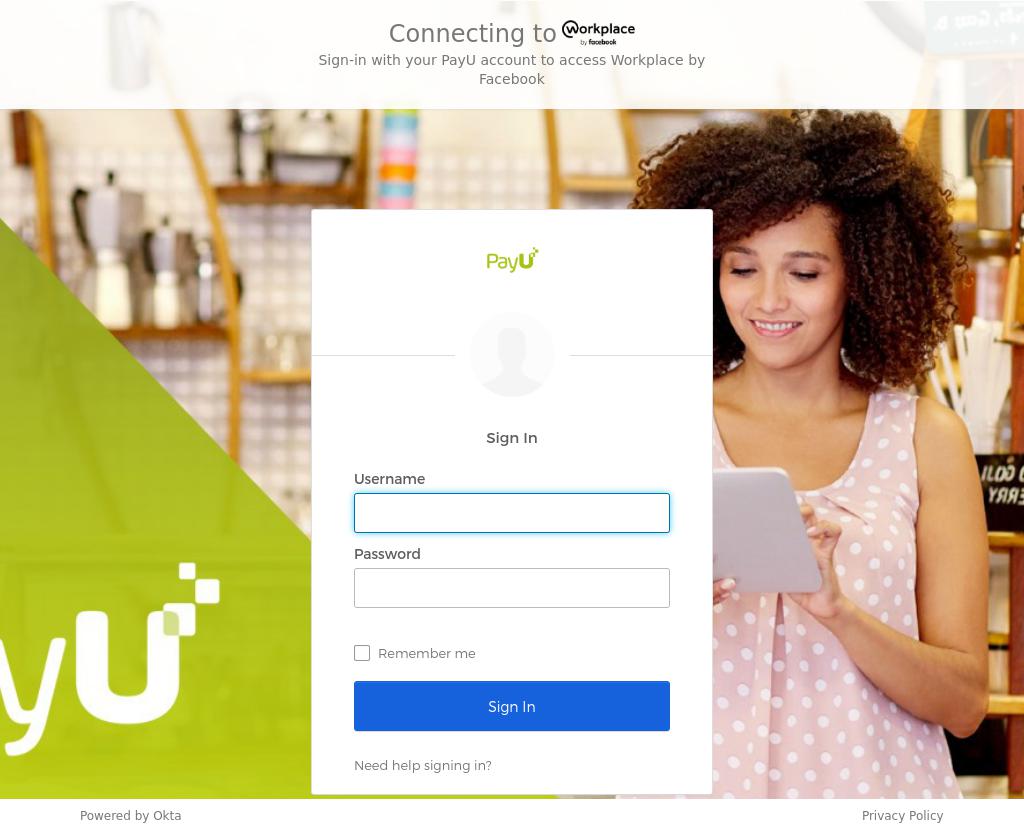 Connecting to Workplace
by facebook
Sign-in with your PayU account to access Workplace by
Facebook
PayU
Sign In
Username
Password
Remember me
Sign In
Need help signing in?
yU
Powered by Okta
Privacy Policy